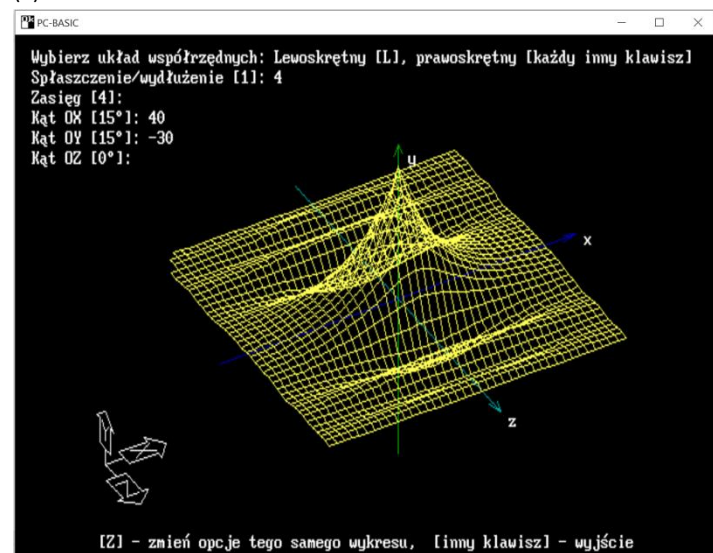 PC-BASIC
Wybierz układ współrzędnych: Lewoskrętny [L], prawoskrętny [każdy inny klawisz]
Spłaszczenie/wydłużenie [1]: 4
Zasięg [4]:
Kąt OX [15°]: 40
Kąt OY [15°]: -30
Kąt OZ [0°]:
y
x
z
Y
X
Z
[Z] - zmień opcje tego samego wykresu, [inny klawisz] - wyjście